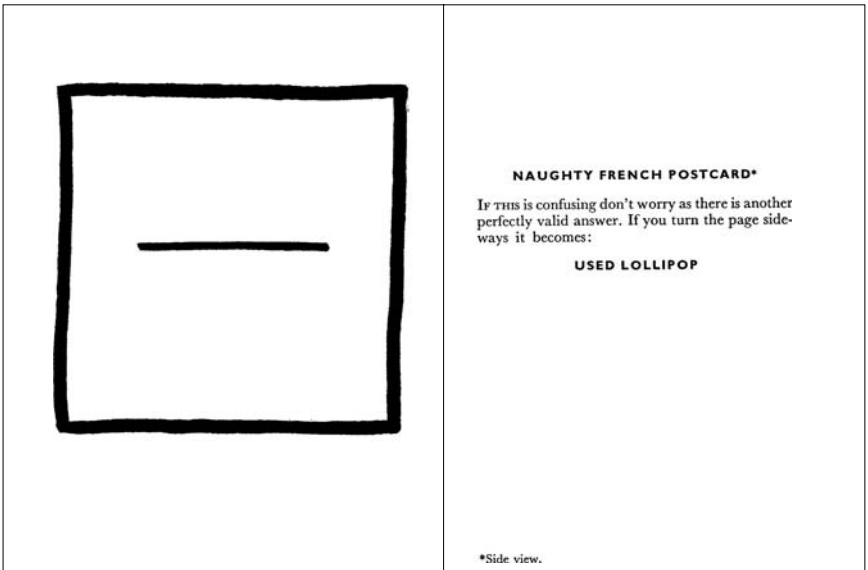 NAUGHTY FRENCH POSTCARD*
IF THIS is confusing don't worry as there is another
perfectly valid answer. If you turn the page side-
ways it becomes:
USED LOLLIPOP
*Side view.